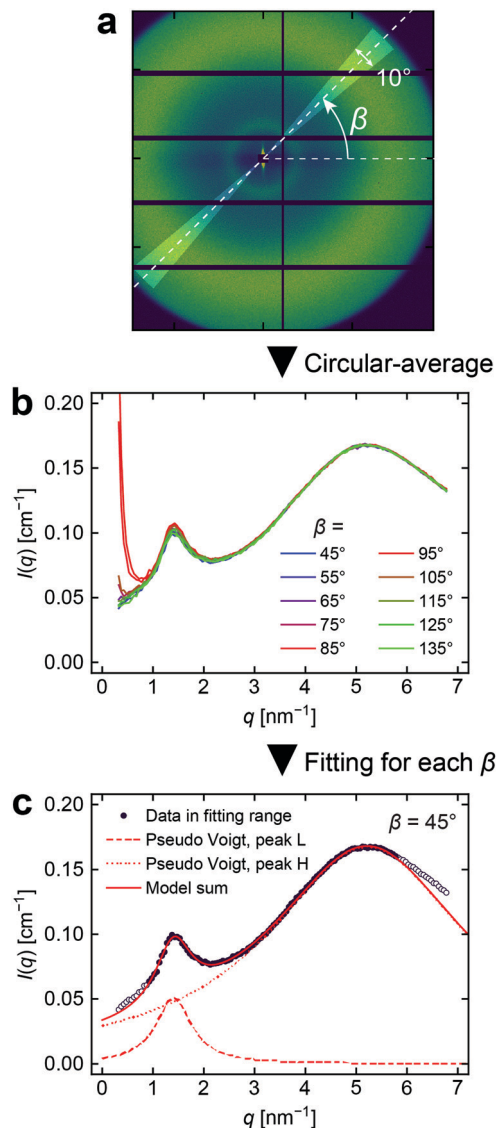 a
10°
β
Circular-average
b
0.20
0.15
0.10
0.05
0.00
I(q) [cm⁻¹]
β =
45° 95°
55° 105°
65° 115°
75° 125°
85° 135°
0 1 2 3 4 5 6 7
q [nm⁻¹]
Fitting for each β
c
0.20
0.15
0.10
0.05
0.00
I(q) [cm⁻¹]
Data in fitting range
Pseudo Voigt, peak L
Pseudo Voigt, peak H
Model sum
β = 45°
0 1 2 3 4 5 6 7
q [nm⁻¹]